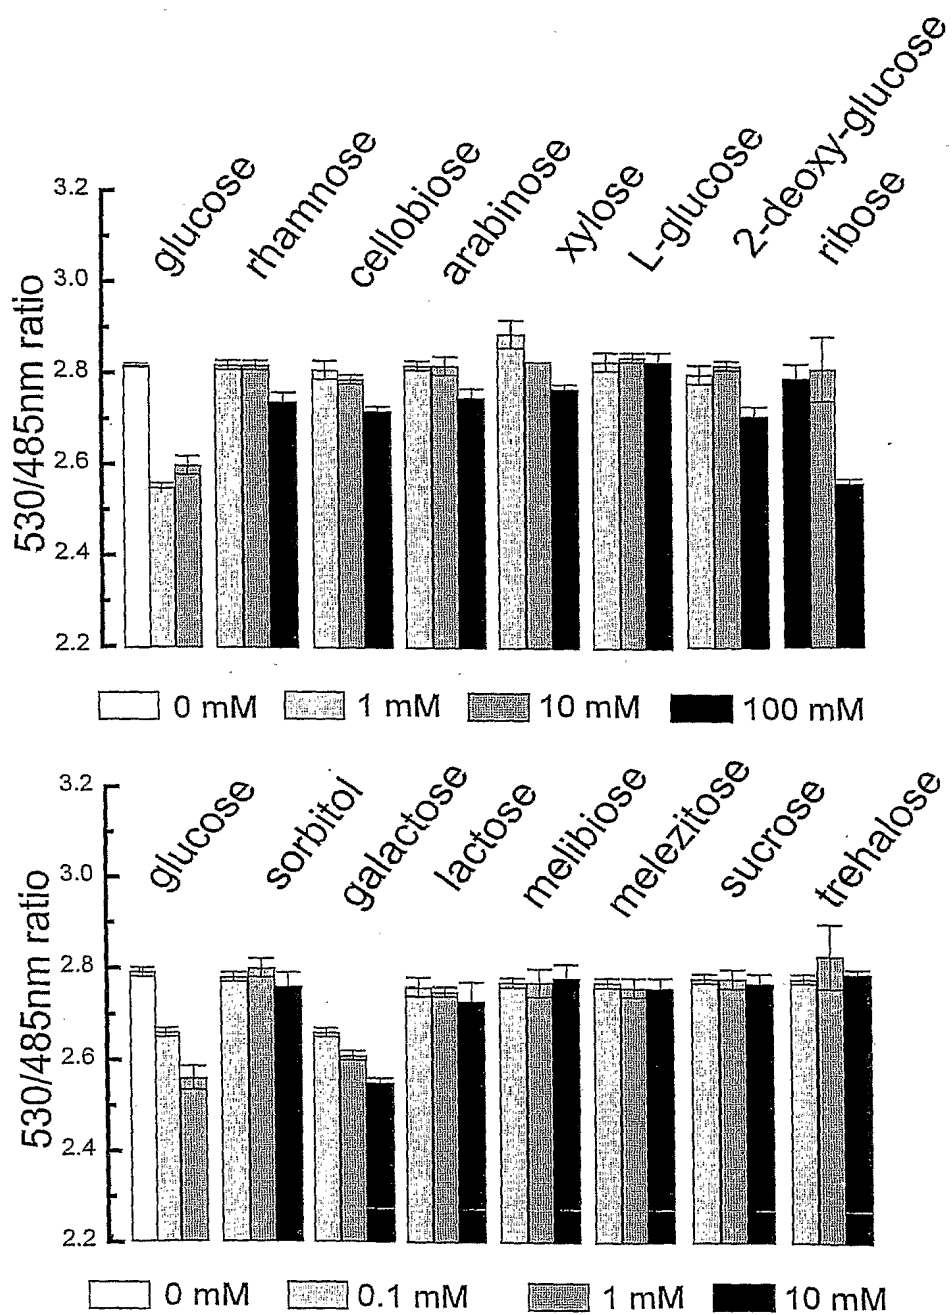 glucose
rhamnose
cellobiose
arabinose
xylose
L-glucose
2-deoxy-glucose
ribose
530/485nm ratio
3.2
3.0
2.8
2.6
2.4
2.2
0 mM
1 mM
10 mM
100 mM
glucose
sorbitol
galactose
lactose
melibiose
melezitose
sucrose
trehalose
530/485nm ratio
3.2
3.0
2.8
2.6
2.4
2.2
0 mM
0.1 mM
1 mM
10 mM